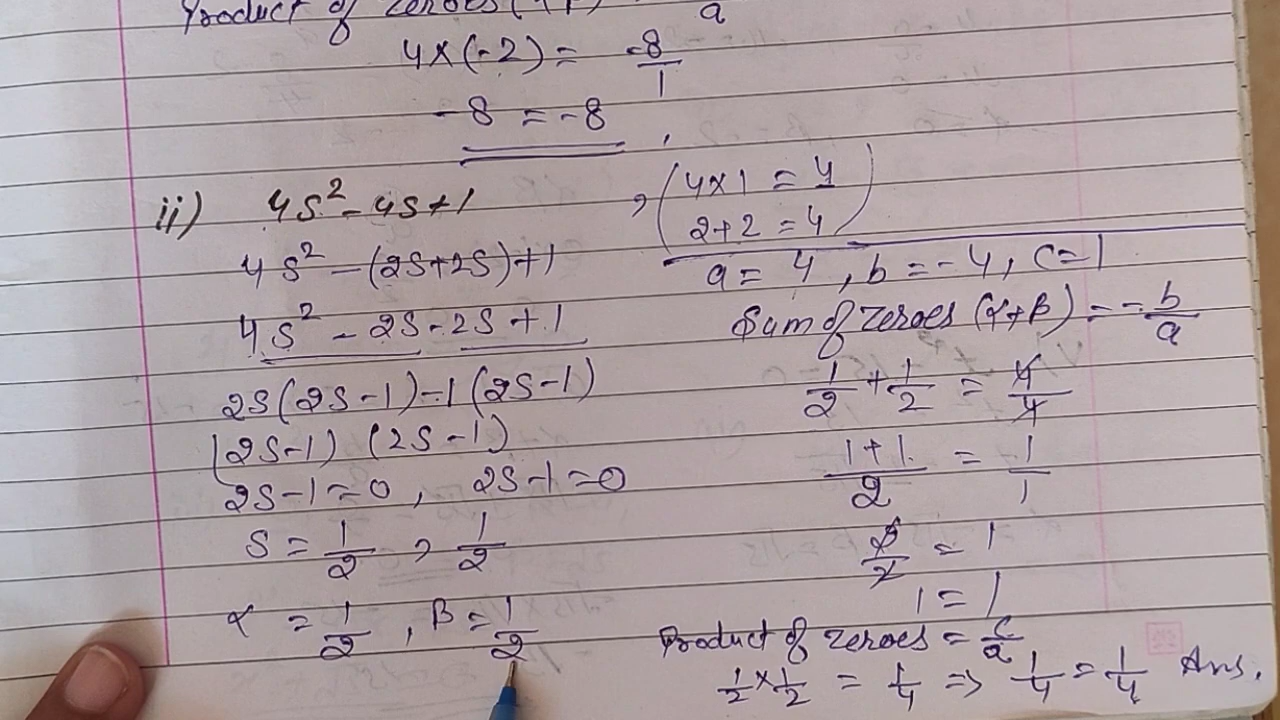 Product of zeroes
a
4×(-2) = -8/1
-8 = -8
ii) 4s² - 4s+1
4s² - (2s+2s)+1
4s² - 2s - 2s + 1
2s(2s-1)-1(2s-1)
(2s-1) (2s-1)
2s-1=0, 2s-1=0
s = 1/2, 1/2
α = 1/2, β = 1/2
, (4×1 = 4
2+2 = 4)
a = 4, b = -4, c = 1
Sum of zeroes (α+β) = -b/a
1/2 + 1/2 = 4/4
1+1/2 = 1/1
2/2 = 1
1 = 1
Product of zeroes = c/a
1/2 × 1/2 = 1/4 ⇒ 1/4 = 1/4 Ans.